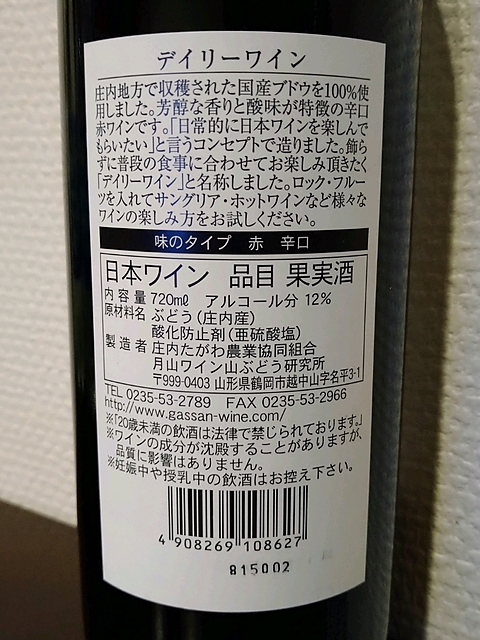 デイリーワイン
庄内地方で収穫された国産ブドウを100%使
用しました。芳醇な香りと酸味が特徴の辛口
赤ワインです。「日常的に日本ワインを楽しんで
もらいたい」と言うコンセプトで造りました。飾ら
ずに普段の食事に合わせてお楽しみ頂きたく
「デイリーワイン」と名称しました。ロック・フルー
ツを入れてサングリア・ホットワインなど様々な
ワインの楽しみ方をお試しください。
味のタイプ 赤 辛口
日本ワイン 品目 果実酒
内容量 720㎖ アルコール分 12%
原材料名 ぶどう(庄内産)
酸化防止剤(亜硫酸塩)
製造者 庄内たがわ農業協同組合
月山ワイン山ぶどう研究所
〒999-0403 山形県鶴岡市越中山字名平3-1
TEL 0235-53-2789 FAX 0235-53-2966
http://www.gassan-wine.com/
※「20歳未満の飲酒は法律で禁じられております。」
※ワインの成分が沈殿することがありますが、
品質に影響はありません。
※妊娠中や授乳中の飲酒はお控え下さい。
4 908269 108627
815002